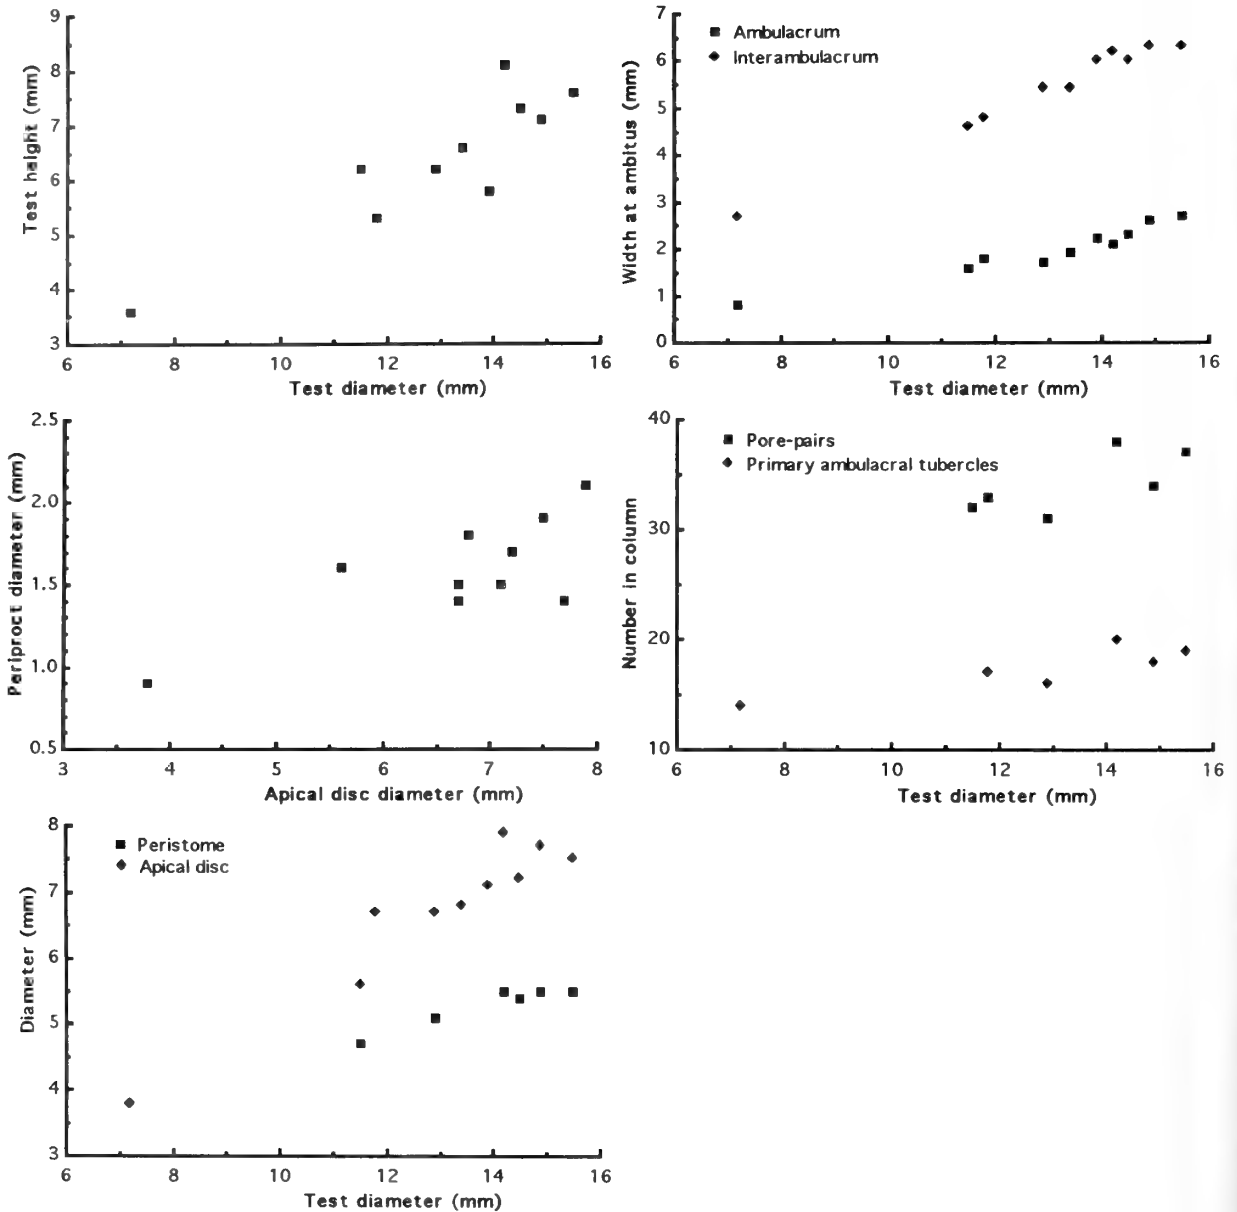 9
8
7
6
5
4
3
Test height (mm)
6 8 10 12 14 16
Test diameter (mm)
7
6
5
4
3
2
1
0
Width at ambitus (mm)
Ambulacrum
Interambulacrum
6 8 10 12 14 16
Test diameter (mm)
2.5
2.0
1.5
1.0
0.5
Periproct diameter (mm)
3 4 5 6 7 8
Apical disc diameter (mm)
40
30
20
10
Number in column
Pore-pairs
Primary ambulacral tubercles
6 8 10 12 14 16
Test diameter (mm)
8
7
6
5
4
3
Diameter (mm)
Peristome
Apical disc
6 8 10 12 14 16
Test diameter (mm)